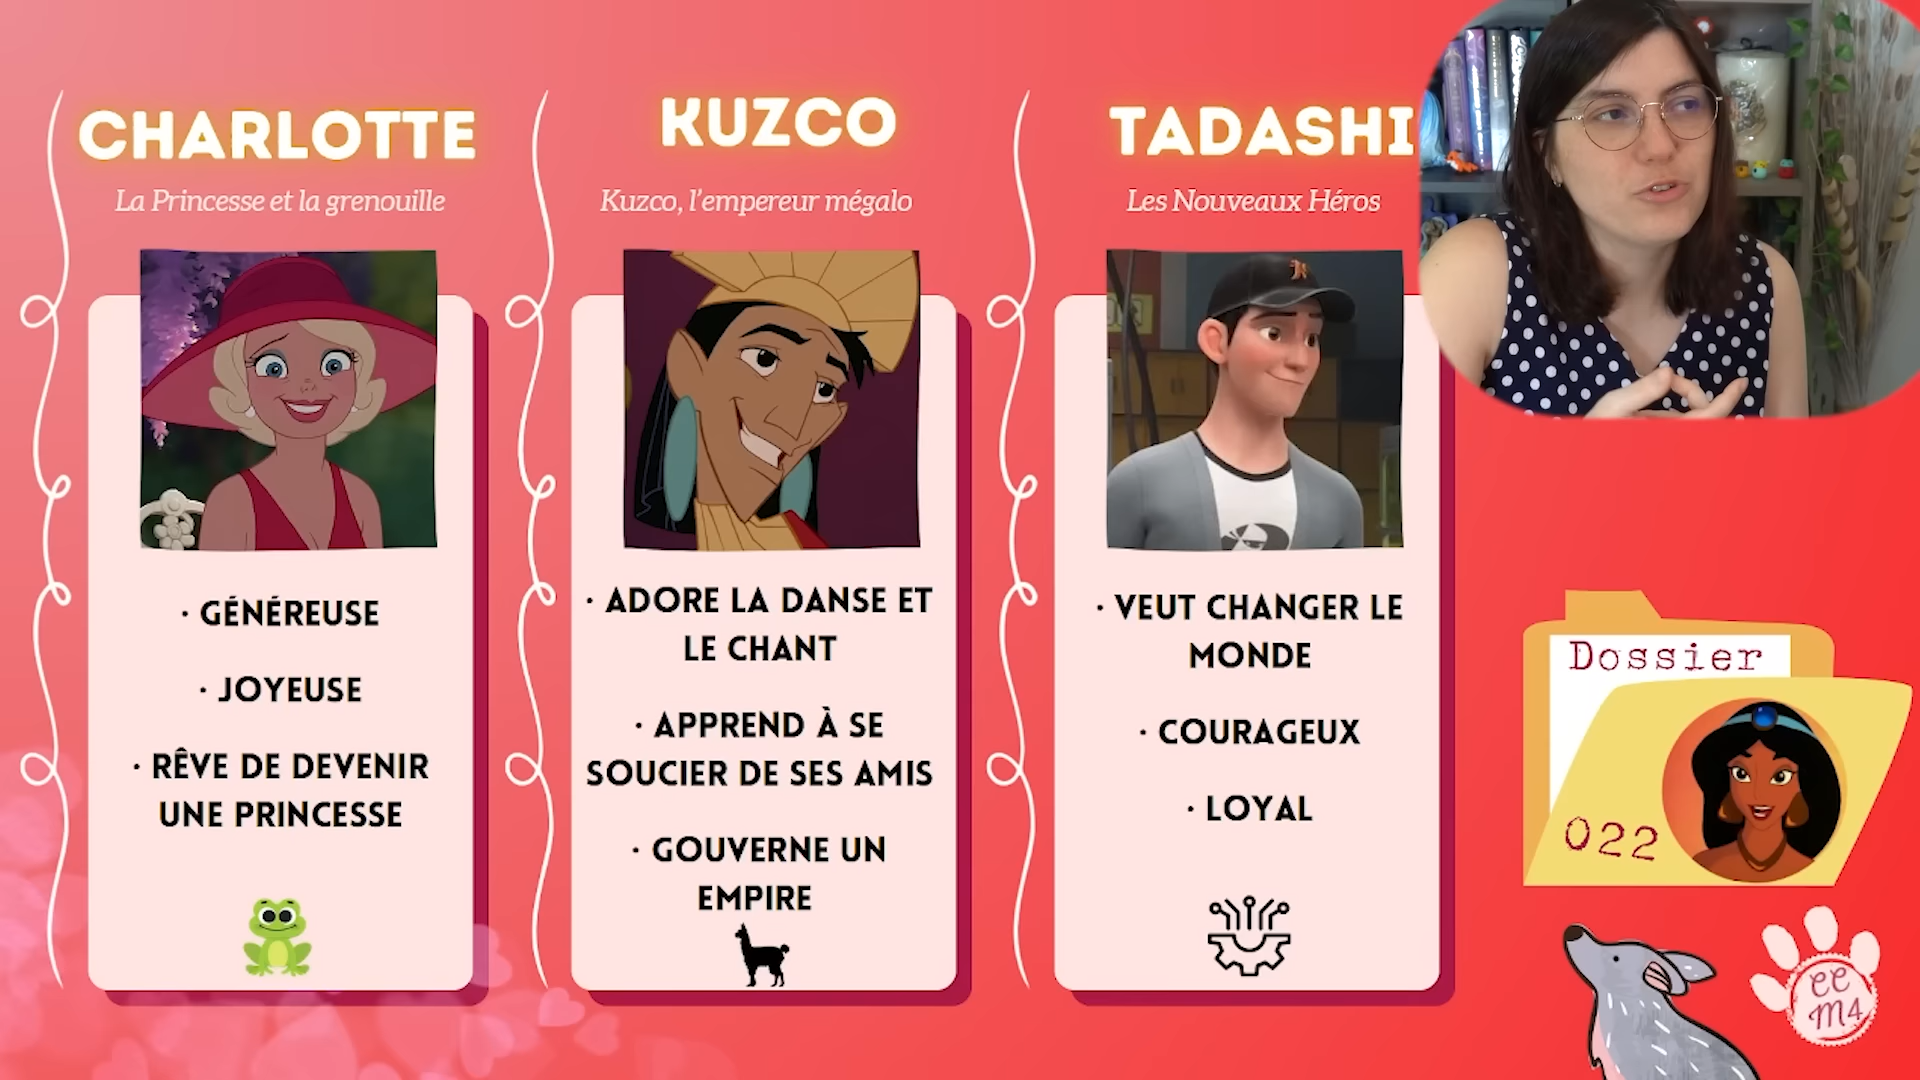 CHARLOTTE
La Princesse et la grenouille
· GÉNÉREUSE
· JOYEUSE
· RÊVE DE DEVENIR
UNE PRINCESSE
KUZCO
Kuzco, l'empereur mégalo
· ADORE LA DANSE ET
LE CHANT
· APPREND À SE
SOUCIER DE SES AMIS
· GOUVERNE UN
EMPIRE
TADASHI
Les Nouveaux Héros
· VEUT CHANGER LE
MONDE
· COURAGEUX
· LOYAL
Dossier
022
EE
M4